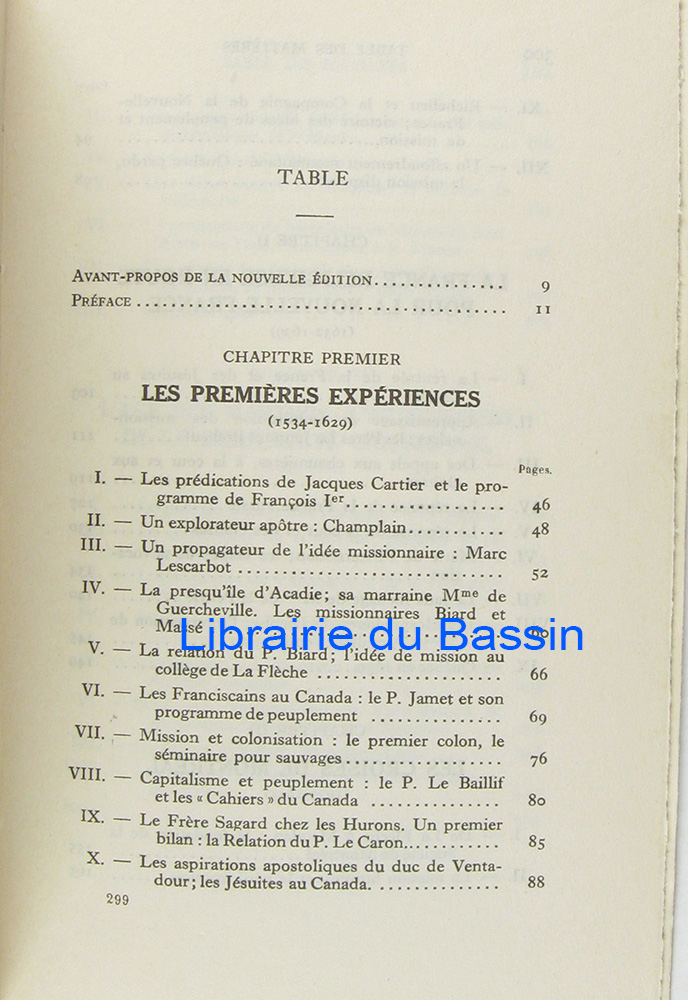 TABLE
AVANT-PROPOS DE LA NOUVELLE ÉDITION............... 9
PRÉFACE........................................ 11
CHAPITRE PREMIER
LES PREMIÈRES EXPÉRIENCES
(1534-1629)
Pages.
I. — Les prédications de Jacques Cartier et le pro-
gramme de François Ier.................. 46
II. — Un explorateur apôtre : Champlain........... 48
III. — Un propagateur de l'idée missionnaire : Marc
Lescarbot .............................. 52
IV. — La presqu'île d'Acadie; sa marraine Mme de
Guercheville. Les missionnaires Biard et
Massé
Librairie du Bassin
V. — La relation du P. Biard; l'idée de mission au
collège de La Flèche ..................... 66
VI. — Les Franciscains au Canada : le P. Jamet et son
programme de peuplement ............... 69
VII. — Mission et colonisation : le premier colon, le
séminaire pour sauvages.................. 76
VIII. — Capitalisme et peuplement : le P. Le Baillif
et les « Cahiers » du Canada ............... 80
IX. — Le Frère Sagard chez les Hurons. Un premier
bilan : la Relation du P. Le Caron........... 85
X. — Les aspirations apostoliques du duc de Venta-
dour; les Jésuites au Canada. .............. 88
299